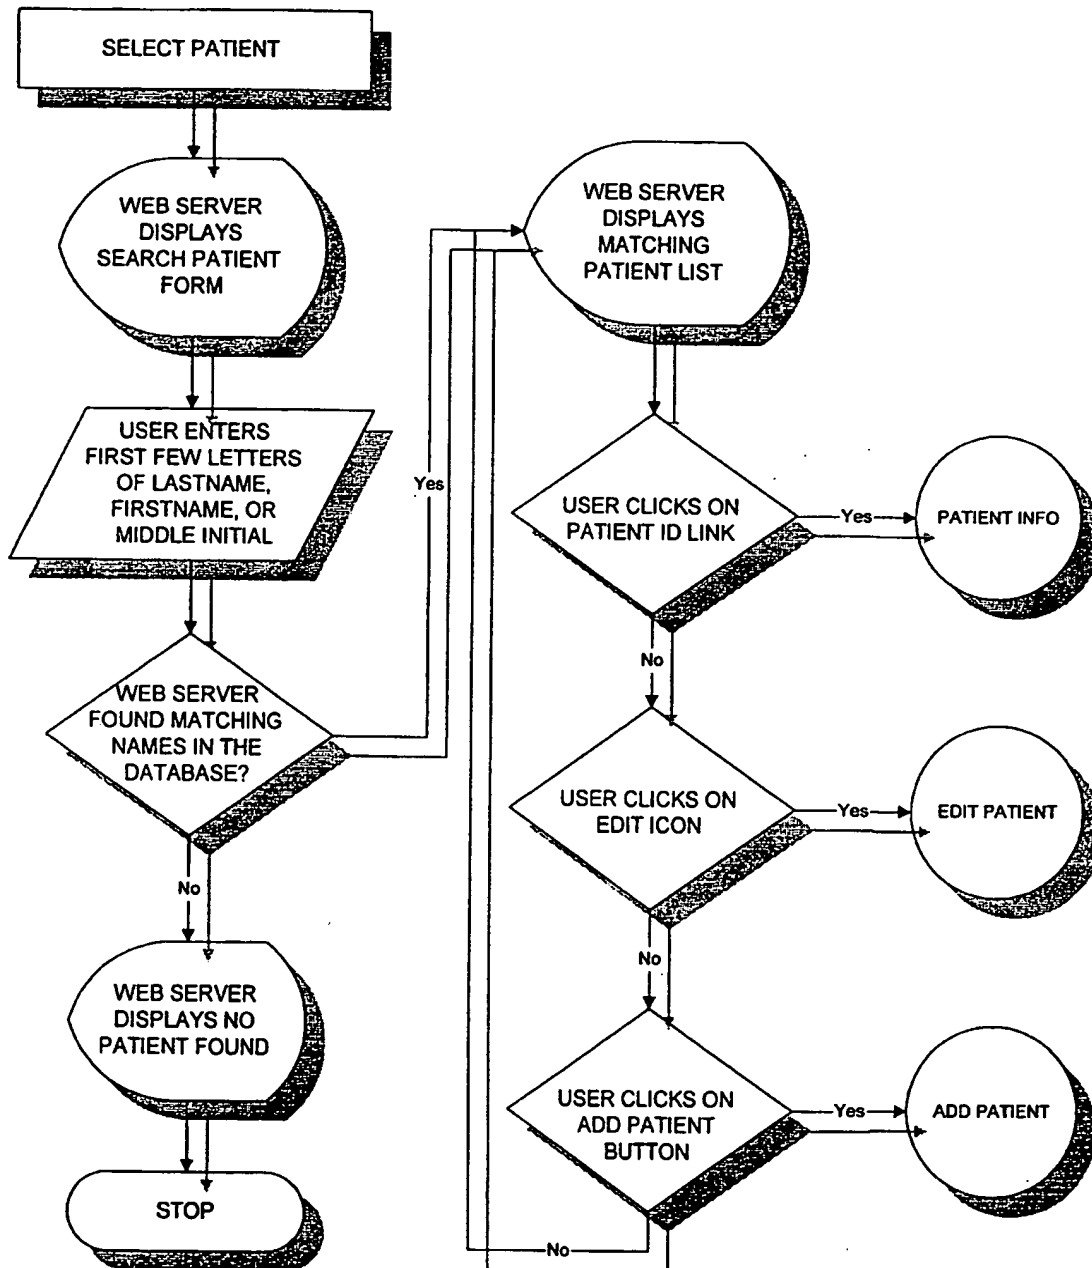 SELECT PATIENT
WEB SERVER
DISPLAYS
SEARCH PATIENT
FORM
USER ENTERS
FIRST FEW LETTERS
OF LASTNAME,
FIRSTNAME, OR
MIDDLE INITIAL
WEB SERVER
FOUND MATCHING
NAMES IN THE
DATABASE?
Yes
No
WEB SERVER
DISPLAYS NO
PATIENT FOUND
STOP
WEB SERVER
DISPLAYS
MATCHING
PATIENT LIST
USER CLICKS ON
PATIENT ID LINK
Yes
PATIENT INFO
No
USER CLICKS ON
EDIT ICON
Yes
EDIT PATIENT
No
USER CLICKS ON
ADD PATIENT
BUTTON
Yes
ADD PATIENT
No